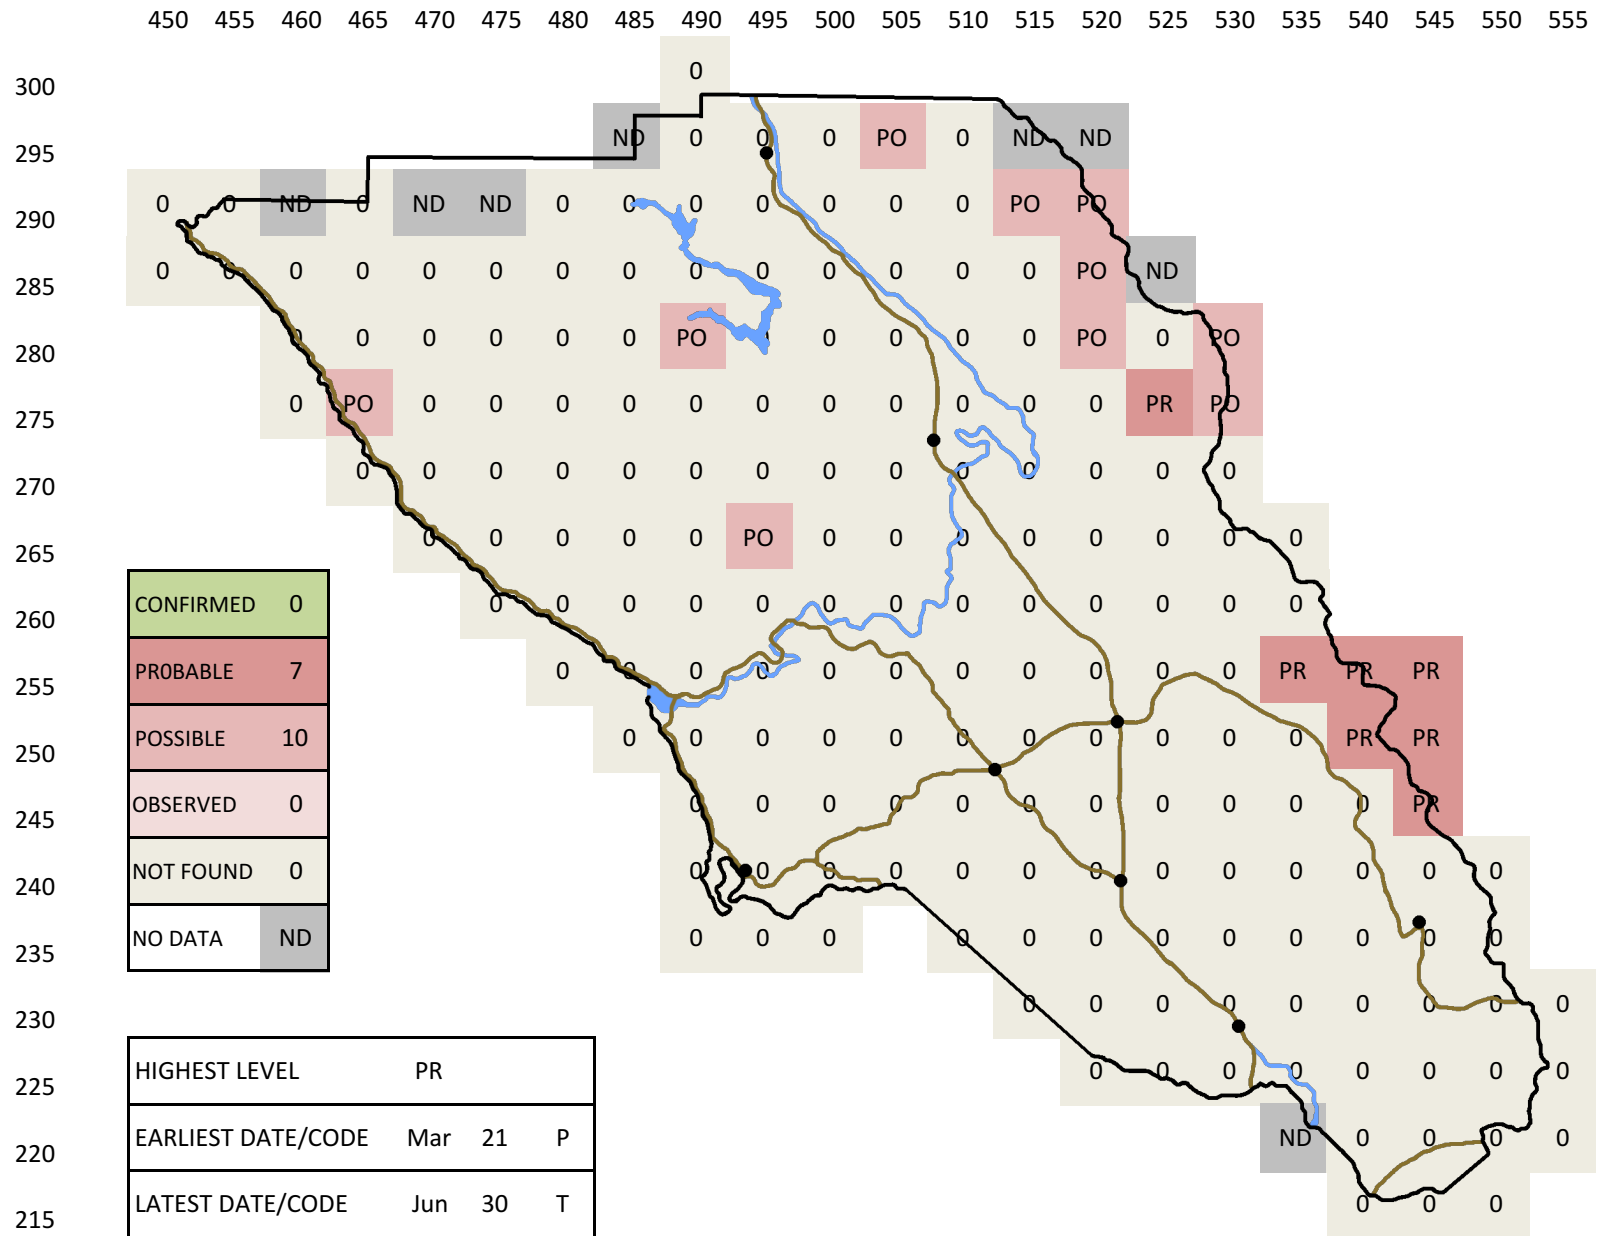 450 455 460 465 470 475 480 485 490 495 500 505 510 515 520 525 530 535 540 545 550 555
0
300
ND 0 0 0 PO 0 ND ND
295
0 0 ND 0 ND ND 0 0 0 0 0 0 0 PO PO
290
0 0 0 0 0 0 0 0 0 0 0 0 0 0 PO ND
285
0 0 0 0 0 0 PO 0 0 0 0 0 PO 0 PO
280
0 PO 0 0 0 0 0 0 0 0 0 0 0 PR PO
275
0 0 0 0 0 0 0 0 0 0 0 0 0 0
270
0 0 0 0 0 PO 0 0 0 0 0 0 0 0
265
CONFIRMED 0 0 0 0 0 0 0 0 0 0 0 0 0 0 0
260
PR0BABLE 7 0 0 0 0 0 0 0 0 0 0 0 PR PR PR
255
POSSIBLE 10 0 0 0 0 0 0 0 0 0 0 0 PR PR
250
OBSERVED 0 0 0 0 0 0 0 0 0 0 0 0 PR
245
NOT FOUND 0 0 0 0 0 0 0 0 0 0 0 0 0 0
240
NO DATA ND 0 0 0 0 0 0 0 0 0 0 0 0
235
0 0 0 0 0 0 0 0 0
230
HIGHEST LEVEL PR 0 0 0 0 0 0 0 0
225
EARLIEST DATE/CODE Mar 21 P ND 0 0 0 0
220
LATEST DATE/CODE Jun 30 T 0 0 0
215